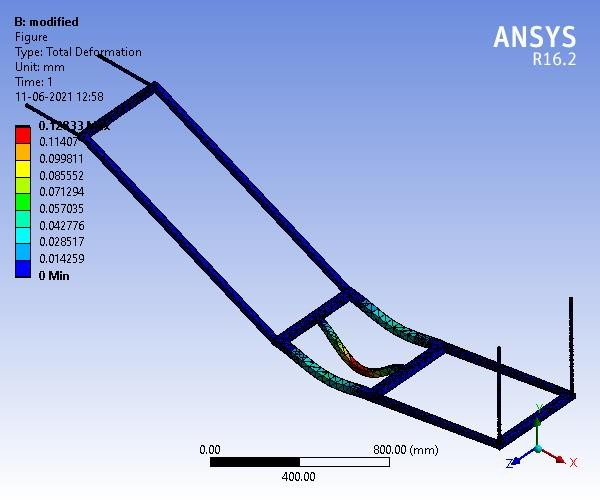 B: modified
Figure
Type: Total Deformation
Unit: mm
Time: 1
11-06-2021 12:58
0.12833 Max
0.11407
0.099811
0.085552
0.071294
0.057035
0.042776
0.028517
0.014259
0 Min
ANSYS
R16.2
0.00
800.00 (mm)
400.00
Y
Z
X